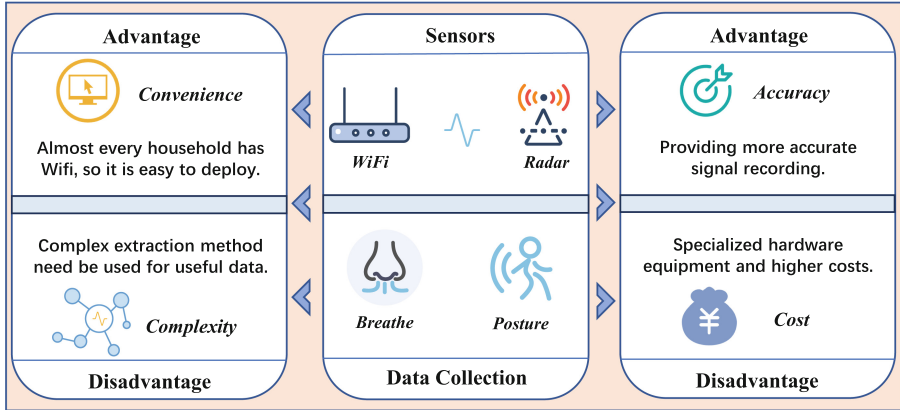 Advantage
Convenience
Almost every household has
Wifi, so it is easy to deploy.
Complex extraction method
need be used for useful data.
Complexity
Disadvantage
Sensors
WiFi
Radar
Breathe
Posture
Data Collection
Advantage
Accuracy
Providing more accurate
signal recording.
Specialized hardware
equipment and higher costs.
¥
Cost
Disadvantage